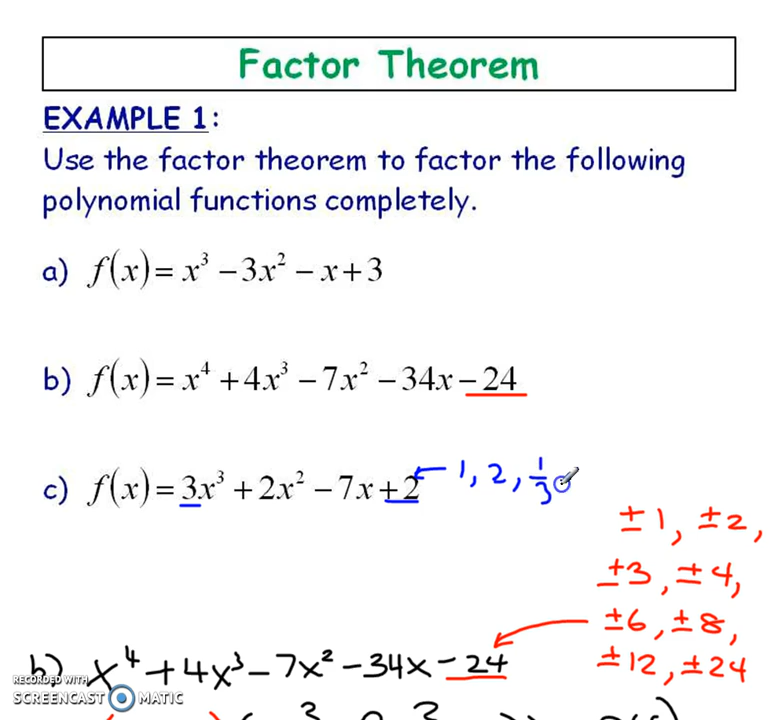 Factor Theorem
EXAMPLE 1:
Use the factor theorem to factor the following
polynomial functions completely.
a) f(x) = x³ − 3x² − x + 3
b) f(x) = x⁴ + 4x³ − 7x² − 34x − 24
c) f(x) = 3x³ + 2x² − 7x + 2 ← 1, 2, 1/3
±1, ±2,
±3, ±4,
±6, ±8,
±12, ±24
b) x⁴ + 4x³ − 7x² − 34x − 24
RECORDED WITH
SCREENCAST MATIC